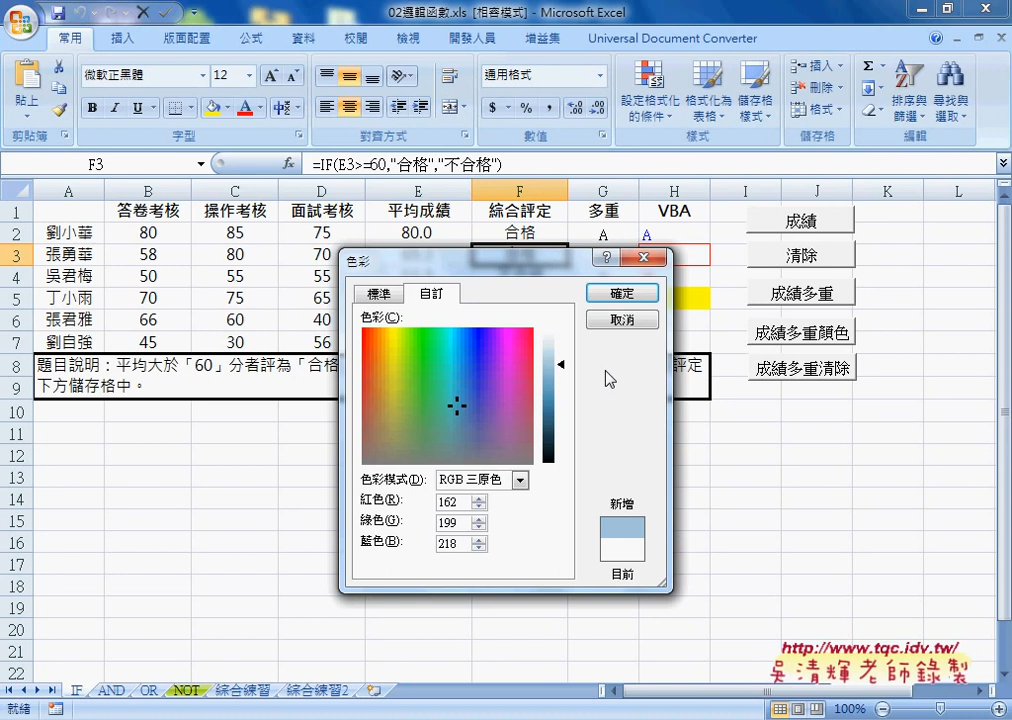 02邏輯函數.xls [相容模式] - Microsoft Excel
常用 插入 版面配置 公式 資料 校閱 檢視 開發人員 增益集 Universal Document Converter
貼上 微軟正黑體 12 通用格式 設定格式化的條件 格式化為表格 儲存格樣式 插入 刪除 格式 排序與篩選 尋找與選取
剪貼簿 字型 對齊方式 數值 樣式 儲存格 編輯
F3 =IF(E3>=60,"合格","不合格")
A B C D E F G H I J K L
1 答卷考核 操作考核 面試考核 平均成績 綜合評定 多重 VBA
2 劉小華 80 85 75 80.0 合格 A A
3 張勇華 58 80 70
4 吳君梅 50 55 55
5 丁小雨 70 75 65
6 張君雅 66 60 40
7 劉自強 45 30 56
8 題目說明：平均大於「60」分者評為「合格 評定
9 下方儲存格中。
10
11
12
13
14
15
16
17
18
19
20
21
22
成績
清除
成績多重
成績多重顏色
成績多重清除
色彩
標準 自訂
確定
取消
色彩(C):
色彩模式(D): RGB 三原色
紅色(R): 162
綠色(G): 199
藍色(B): 218
新增
目前
http://www.tqc.idv.tw/
吳清輝老師錄製
IF AND OR NOT 綜合練習 綜合練習2
就緒 100%